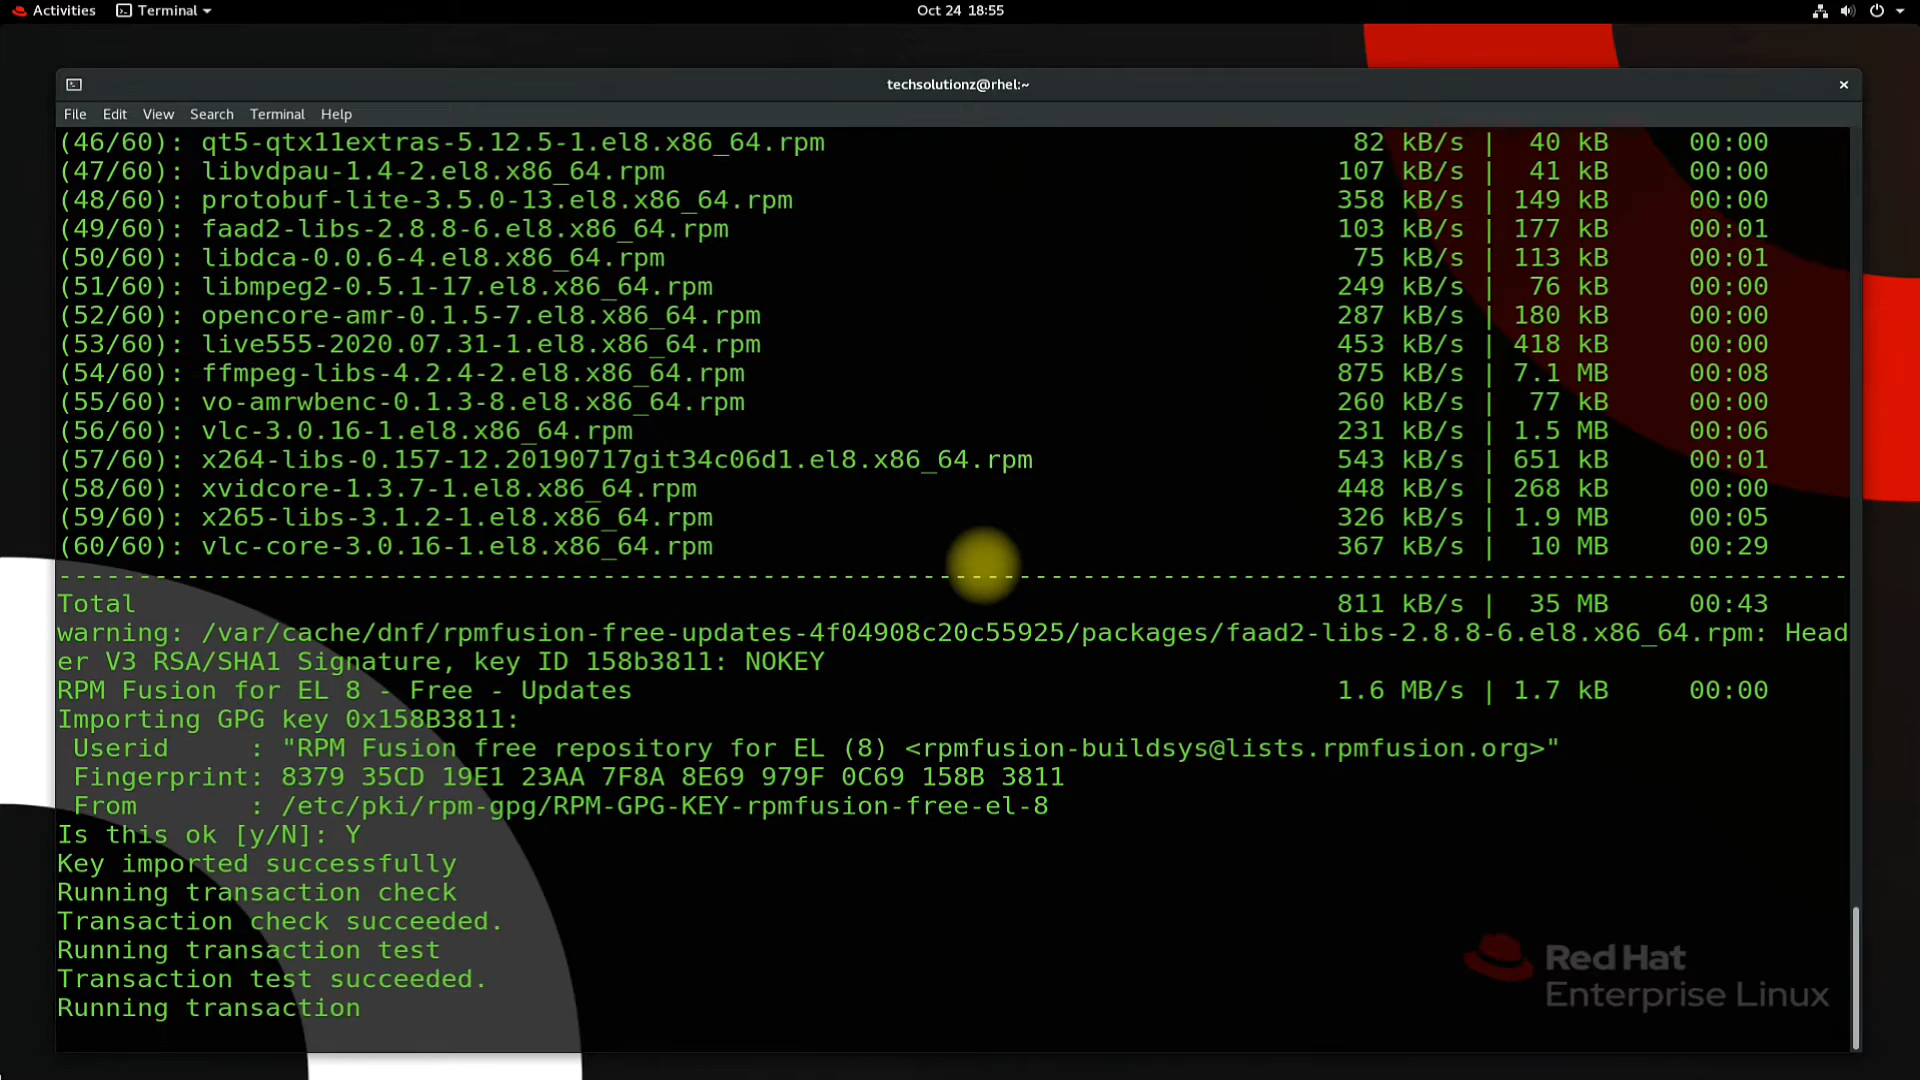 Activities Terminal Oct 24 18:55
techsolutionz@rhel:~
File Edit View Search Terminal Help
(46/60): qt5-qtx11extras-5.12.5-1.el8.x86_64.rpm 82 kB/s | 40 kB 00:00
(47/60): libvdpau-1.4-2.el8.x86_64.rpm 107 kB/s | 41 kB 00:00
(48/60): protobuf-lite-3.5.0-13.el8.x86_64.rpm 358 kB/s | 149 kB 00:00
(49/60): faad2-libs-2.8.8-6.el8.x86_64.rpm 103 kB/s | 177 kB 00:01
(50/60): libdca-0.0.6-4.el8.x86_64.rpm 75 kB/s | 113 kB 00:01
(51/60): libmpeg2-0.5.1-17.el8.x86_64.rpm 249 kB/s | 76 kB 00:00
(52/60): opencore-amr-0.1.5-7.el8.x86_64.rpm 287 kB/s | 180 kB 00:00
(53/60): live555-2020.07.31-1.el8.x86_64.rpm 453 kB/s | 418 kB 00:00
(54/60): ffmpeg-libs-4.2.4-2.el8.x86_64.rpm 875 kB/s | 7.1 MB 00:08
(55/60): vo-amrwbenc-0.1.3-8.el8.x86_64.rpm 260 kB/s | 77 kB 00:00
(56/60): vlc-3.0.16-1.el8.x86_64.rpm 231 kB/s | 1.5 MB 00:06
(57/60): x264-libs-0.157-12.20190717git34c06d1.el8.x86_64.rpm 543 kB/s | 651 kB 00:01
(58/60): xvidcore-1.3.7-1.el8.x86_64.rpm 448 kB/s | 268 kB 00:00
(59/60): x265-libs-3.1.2-1.el8.x86_64.rpm 326 kB/s | 1.9 MB 00:05
(60/60): vlc-core-3.0.16-1.el8.x86_64.rpm 367 kB/s | 10 MB 00:29
--------------------------------------------------------------------------------
Total 811 kB/s | 35 MB 00:43
warning: /var/cache/dnf/rpmfusion-free-updates-4f04908c20c55925/packages/faad2-libs-2.8.8-6.el8.x86_64.rpm: Head
er V3 RSA/SHA1 Signature, key ID 158b3811: NOKEY
RPM Fusion for EL 8 - Free - Updates 1.6 MB/s | 1.7 kB 00:00
Importing GPG key 0x158B3811:
Userid : "RPM Fusion free repository for EL (8) <rpmfusion-buildsys@lists.rpmfusion.org>"
Fingerprint: 8379 35CD 19E1 23AA 7F8A 8E69 979F 0C69 158B 3811
From : /etc/pki/rpm-gpg/RPM-GPG-KEY-rpmfusion-free-el-8
Is this ok [y/N]: Y
Key imported successfully
Running transaction check
Transaction check succeeded.
Running transaction test
Transaction test succeeded.
Running transaction
Red Hat
Enterprise Linux